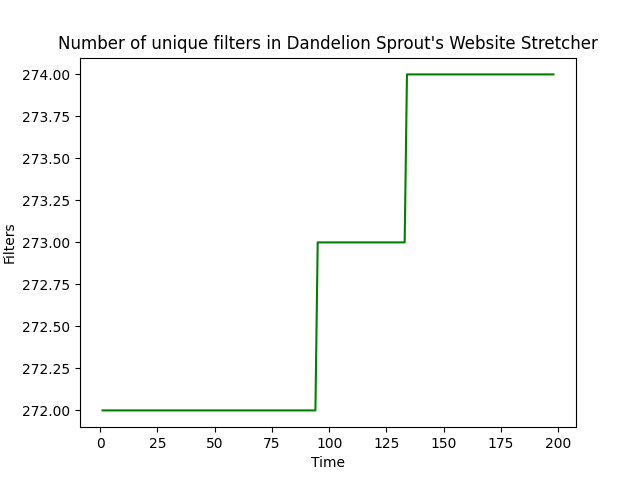 Number of unique filters in Dandelion Sprout's Website Stretcher
274.00
273.75
273.50
273.25
273.00
272.75
272.50
272.25
272.00
Filters
0 25 50 75 100 125 150 175 200
Time